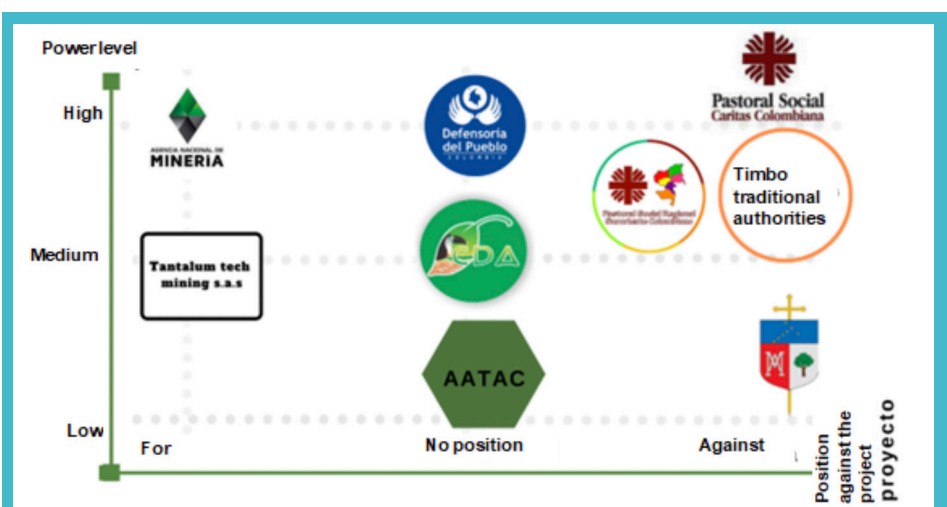 Power level
High
AGENCIA NACIONAL DE
MINERÍA
Defensoría
del Pueblo
COLOMBIA
Pastoral Social
Caritas Colombiana
Timbo
traditional
authorities
Medium
Tantalum tech
mining s.a.s
CDA
AATAC
Low
For
No position
Against
Position
against the
project
proyecto